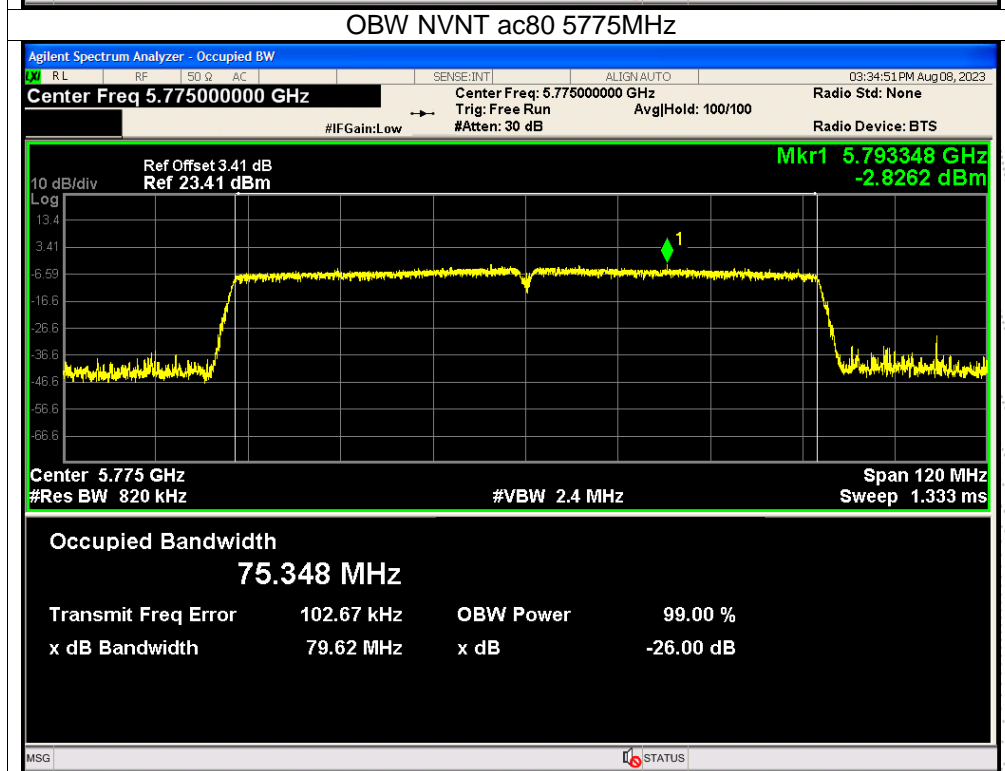 OBW NVNT ac80 5775MHz
Agilent Spectrum Analyzer - Occupied BW
LXI RL RF 50 Ω AC SENSE:INT ALIGN AUTO 03:34:51 PM Aug 08, 2023
Center Freq 5.775000000 GHz
Center Freq: 5.775000000 GHz Radio Std: None
Trig: Free Run Avg|Hold: 100/100
#IFGain:Low #Atten: 30 dB Radio Device: BTS
Mkr1 5.793348 GHz
-2.8262 dBm
Ref Offset 3.41 dB
10 dB/div Ref 23.41 dBm
Log
13.4
3.41
1
-6.59
-16.6
-26.6
-36.6
-46.6
-56.6
-66.6
Center 5.775 GHz Span 120 MHz
#Res BW 820 kHz #VBW 2.4 MHz Sweep 1.333 ms
Occupied Bandwidth
75.348 MHz
Transmit Freq Error 102.67 kHz OBW Power 99.00 %
x dB Bandwidth 79.62 MHz x dB -26.00 dB
MSG STATUS